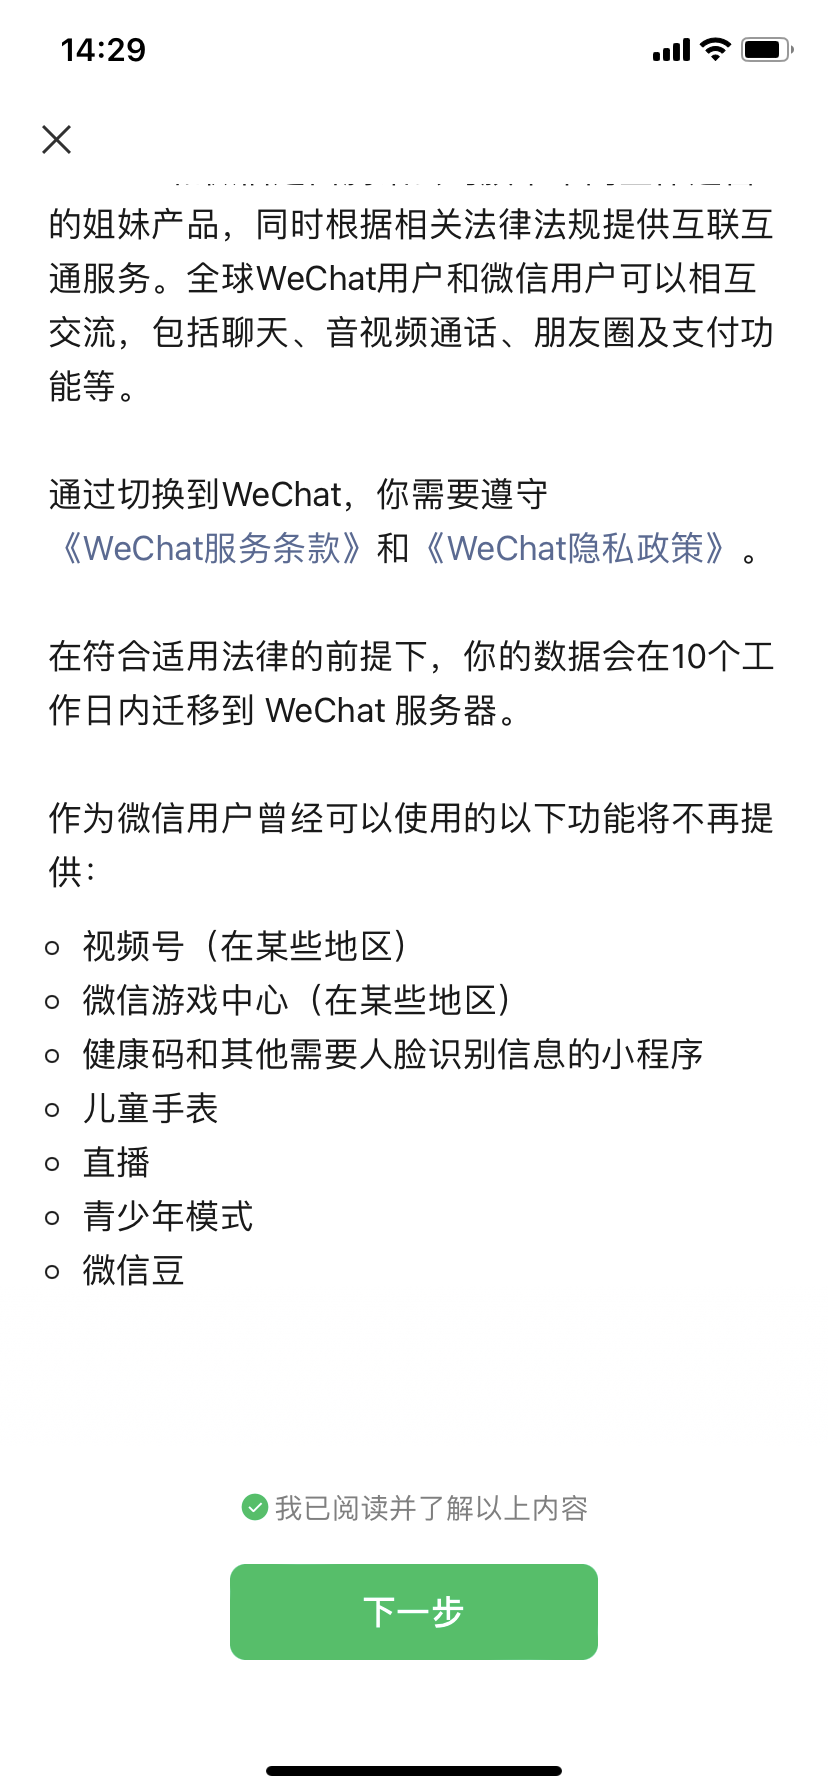 14:29
的姐妹产品，同时根据相关法律法规提供互联互
通服务。全球WeChat用户和微信用户可以相互
交流，包括聊天、音视频通话、朋友圈及支付功
能等。
通过切换到WeChat，你需要遵守
《WeChat服务条款》和《WeChat隐私政策》。
在符合适用法律的前提下，你的数据会在10个工
作日内迁移到 WeChat 服务器。
作为微信用户曾经可以使用的以下功能将不再提
供：
视频号（在某些地区）
微信游戏中心（在某些地区）
健康码和其他需要人脸识别信息的小程序
儿童手表
直播
青少年模式
微信豆
我已阅读并了解以上内容
下一步